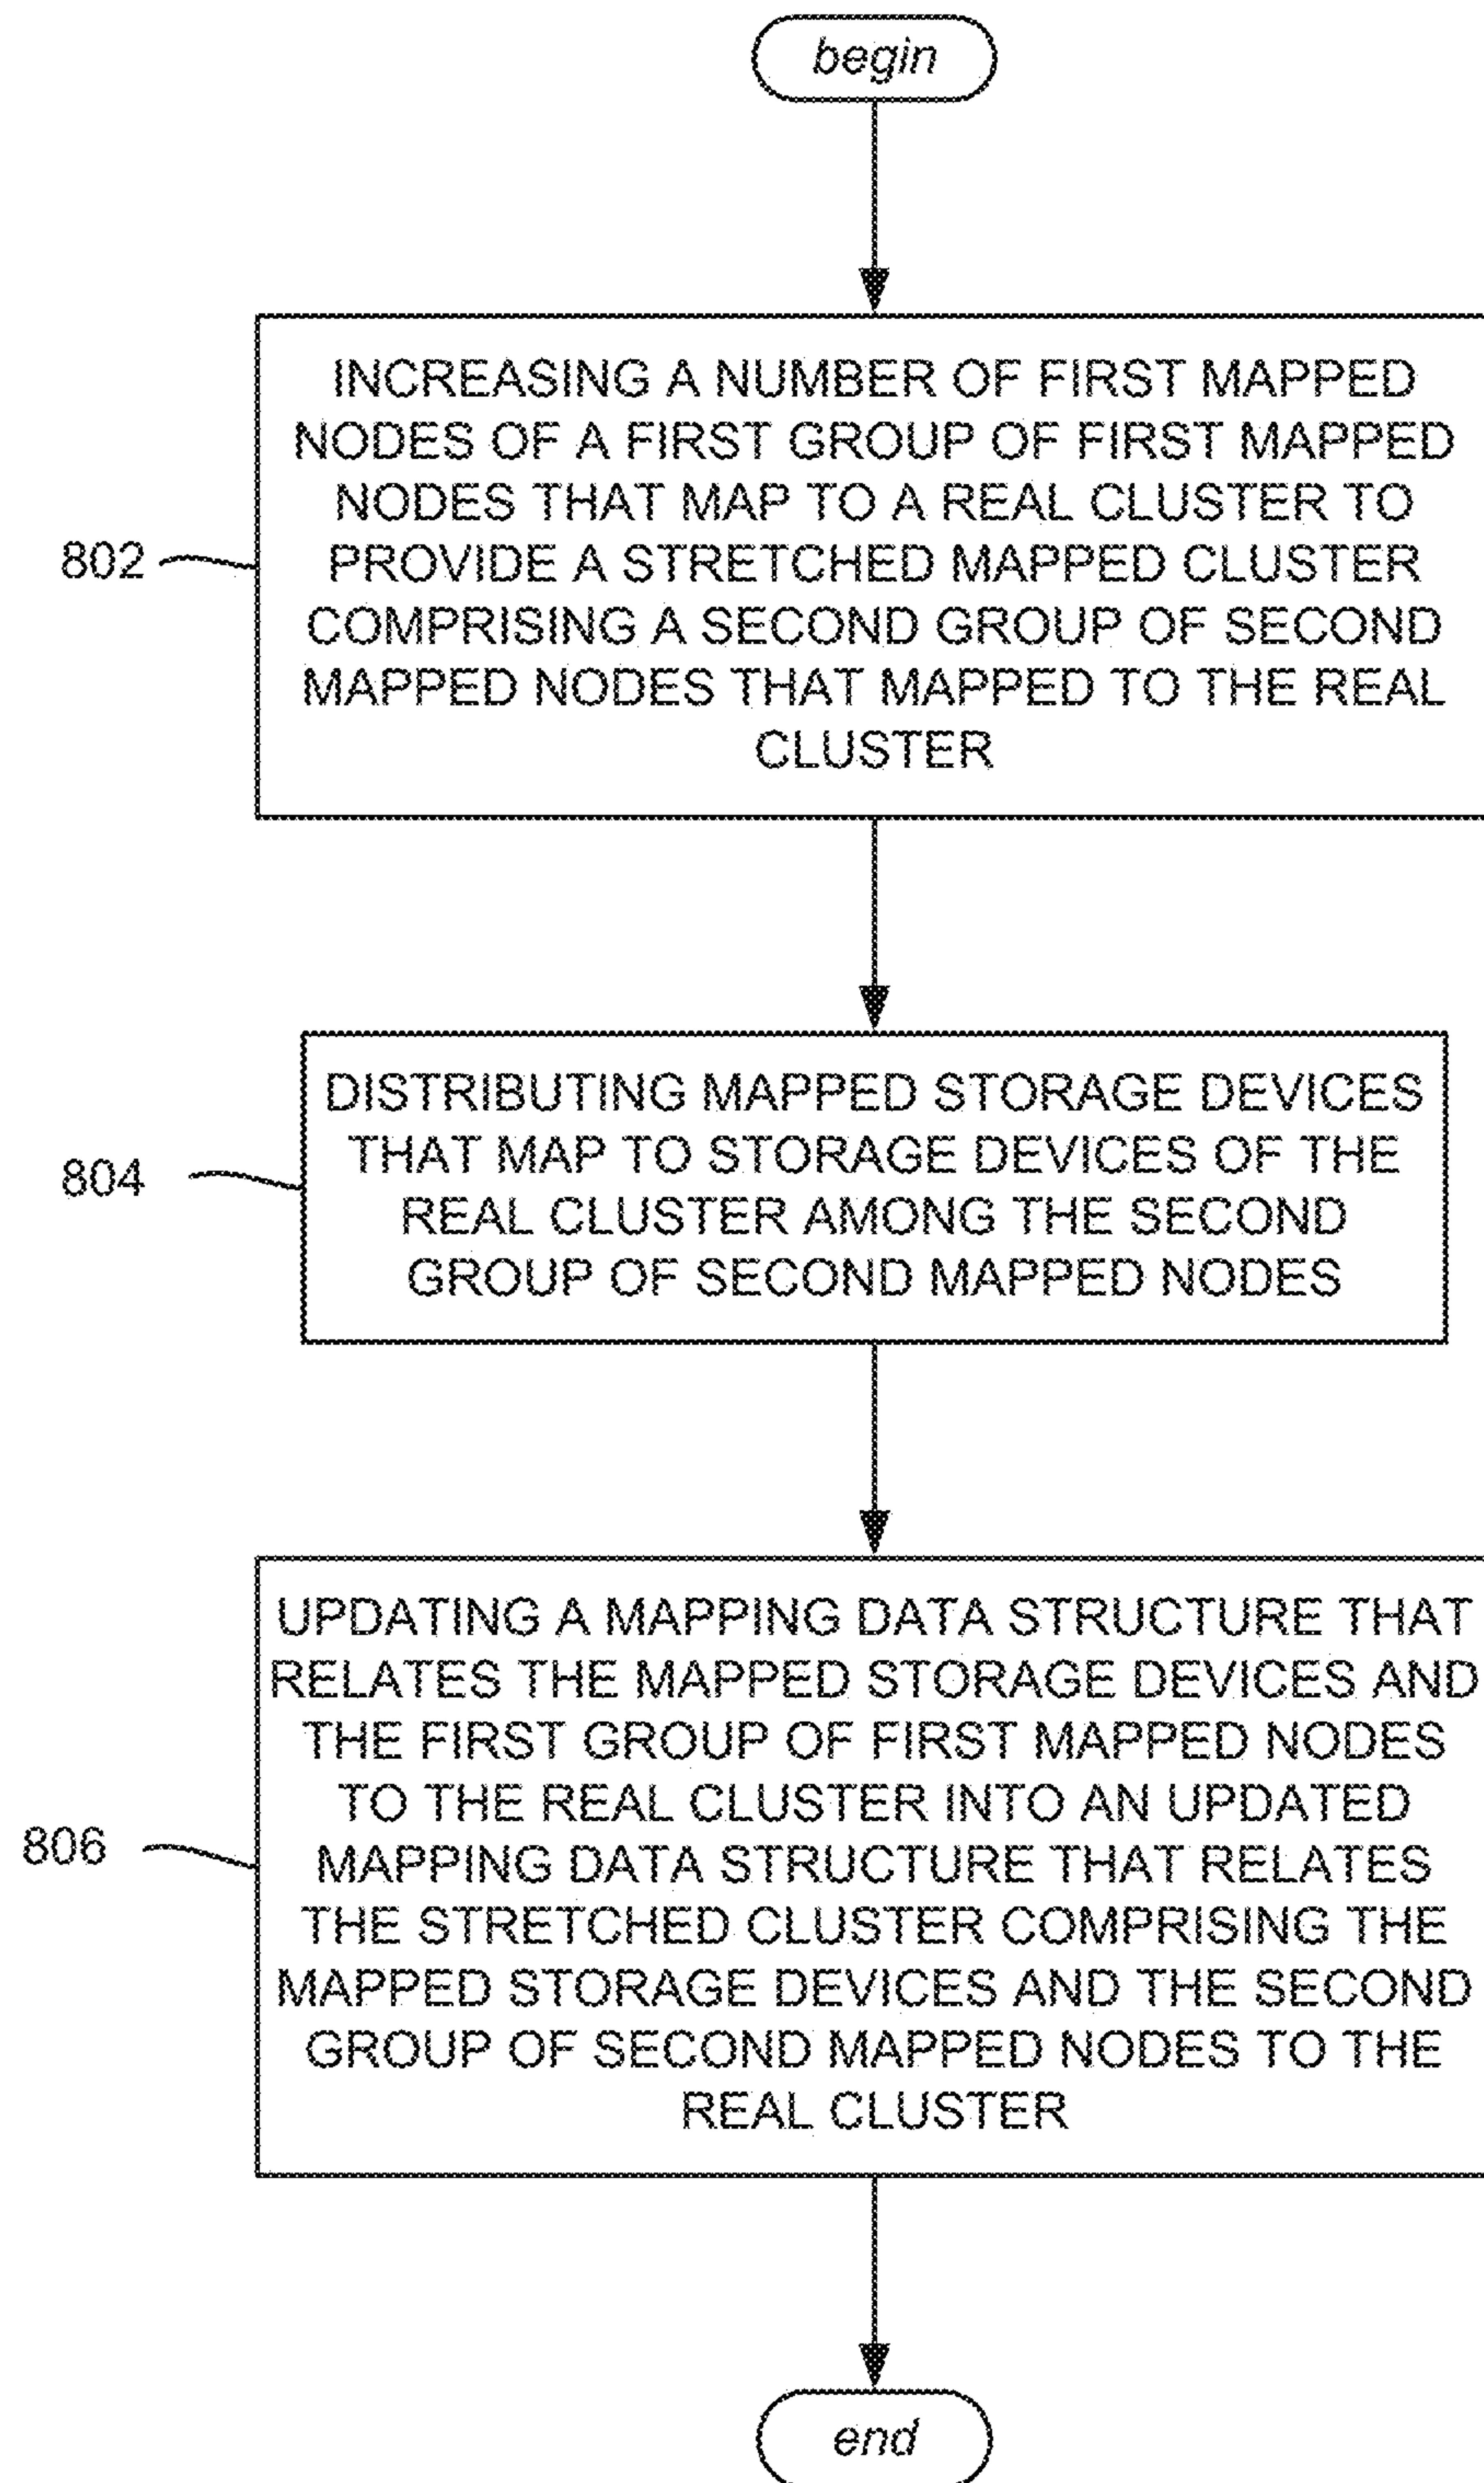 begin
INCREASING A NUMBER OF FIRST MAPPED
NODES OF A FIRST GROUP OF FIRST MAPPED
NODES THAT MAP TO A REAL CLUSTER TO
PROVIDE A STRETCHED MAPPED CLUSTER
COMPRISING A SECOND GROUP OF SECOND
MAPPED NODES THAT MAPPED TO THE REAL
CLUSTER
802
DISTRIBUTING MAPPED STORAGE DEVICES
THAT MAP TO STORAGE DEVICES OF THE
REAL CLUSTER AMONG THE SECOND
GROUP OF SECOND MAPPED NODES
804
UPDATING A MAPPING DATA STRUCTURE THAT
RELATES THE MAPPED STORAGE DEVICES AND
THE FIRST GROUP OF FIRST MAPPED NODES
TO THE REAL CLUSTER INTO AN UPDATED
MAPPING DATA STRUCTURE THAT RELATES
THE STRETCHED CLUSTER COMPRISING THE
MAPPED STORAGE DEVICES AND THE SECOND
GROUP OF SECOND MAPPED NODES TO THE
REAL CLUSTER
806
end